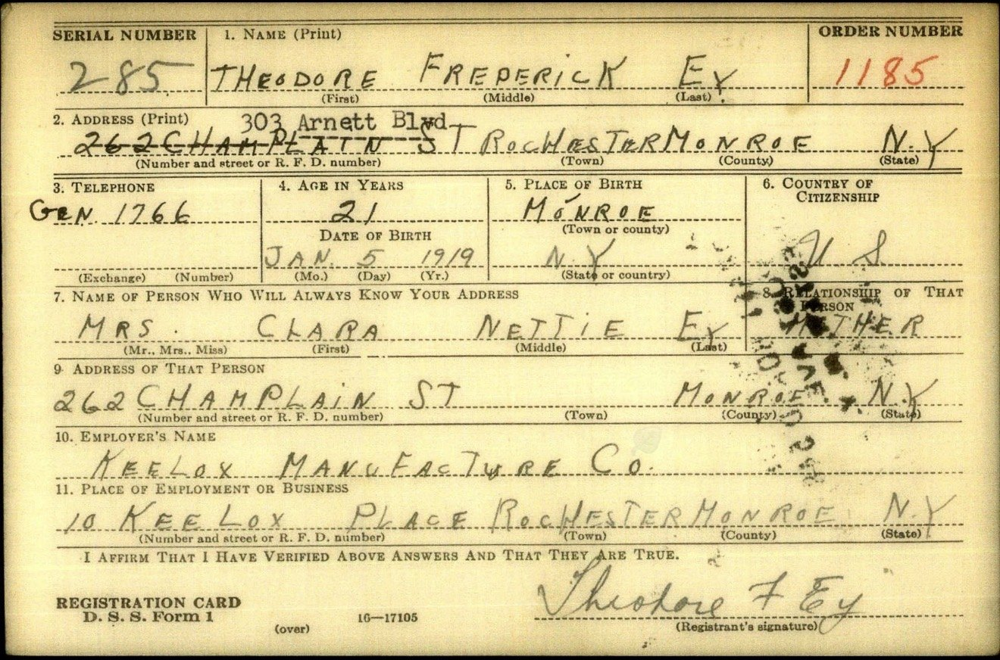 SERIAL NUMBER 1. NAME (Print) ORDER NUMBER
285 THEODORE FREDERICK EY 1185
(First) (Middle) (Last)
2. ADDRESS (Print) 303 Arnett Blvd
262 CHAMPLAIN ST ROCHESTER MONROE N.Y
(Number and street or R. F. D. number) (Town) (County) (State)
3. TELEPHONE 4. AGE IN YEARS 5. PLACE OF BIRTH 6. COUNTRY OF
CITIZENSHIP
GEN. 1766 21 MONROE
DATE OF BIRTH (Town or county)
JAN. 5 1919 N.Y U S
(Exchange) (Number) (Mo.) (Day) (Yr.) (State or country)
7. NAME OF PERSON WHO WILL ALWAYS KNOW YOUR ADDRESS 8. RELATIONSHIP OF THAT
PERSON
MRS. CLARA NETTIE EY
(Mr., Mrs., Miss) (First) (Middle) (Last)
9. ADDRESS OF THAT PERSON
262 CHAMPLAIN ST MONROE N.Y
(Number and street or R. F. D. number) (Town) (County) (State)
10. EMPLOYER'S NAME
KEELOX MANUFACTURE CO.
11. PLACE OF EMPLOYMENT OR BUSINESS
10 KEE LOX PLACE ROCHESTER MONROE N.Y
(Number and street or R. F. D. number) (Town) (County) (State)
I AFFIRM THAT I HAVE VERIFIED ABOVE ANSWERS AND THAT THEY ARE TRUE.
Theodore F Ey
REGISTRATION CARD
D. S. S. Form 1 (over) 16—17105 (Registrant's signature)